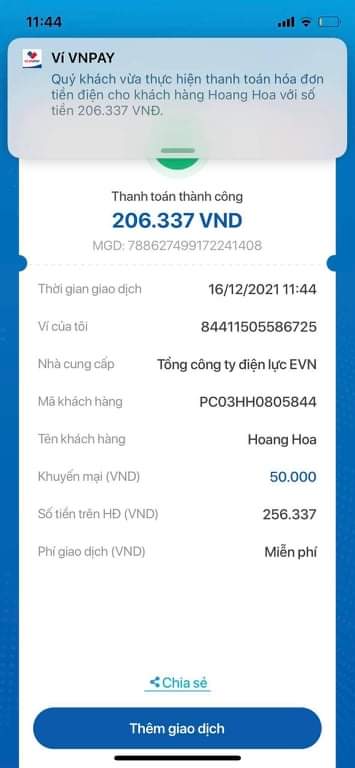 11:44
Ví VNPAY
Quý khách vừa thực hiện thanh toán hóa đơn
tiền điện cho khách hàng Hoang Hoa với số
tiền 206.337 VNĐ.
Thanh toán thành công
206.337 VND
MGD: 788627499172241408
Thời gian giao dịch 16/12/2021 11:44
Ví của tôi 84411505586725
Nhà cung cấp Tổng công ty điện lực EVN
Mã khách hàng PC03HH0805844
Tên khách hàng Hoang Hoa
Khuyến mại (VND) 50.000
Số tiền trên HĐ (VND) 256.337
Phí giao dịch (VND) Miễn phí
Chia sẻ
Thêm giao dịch